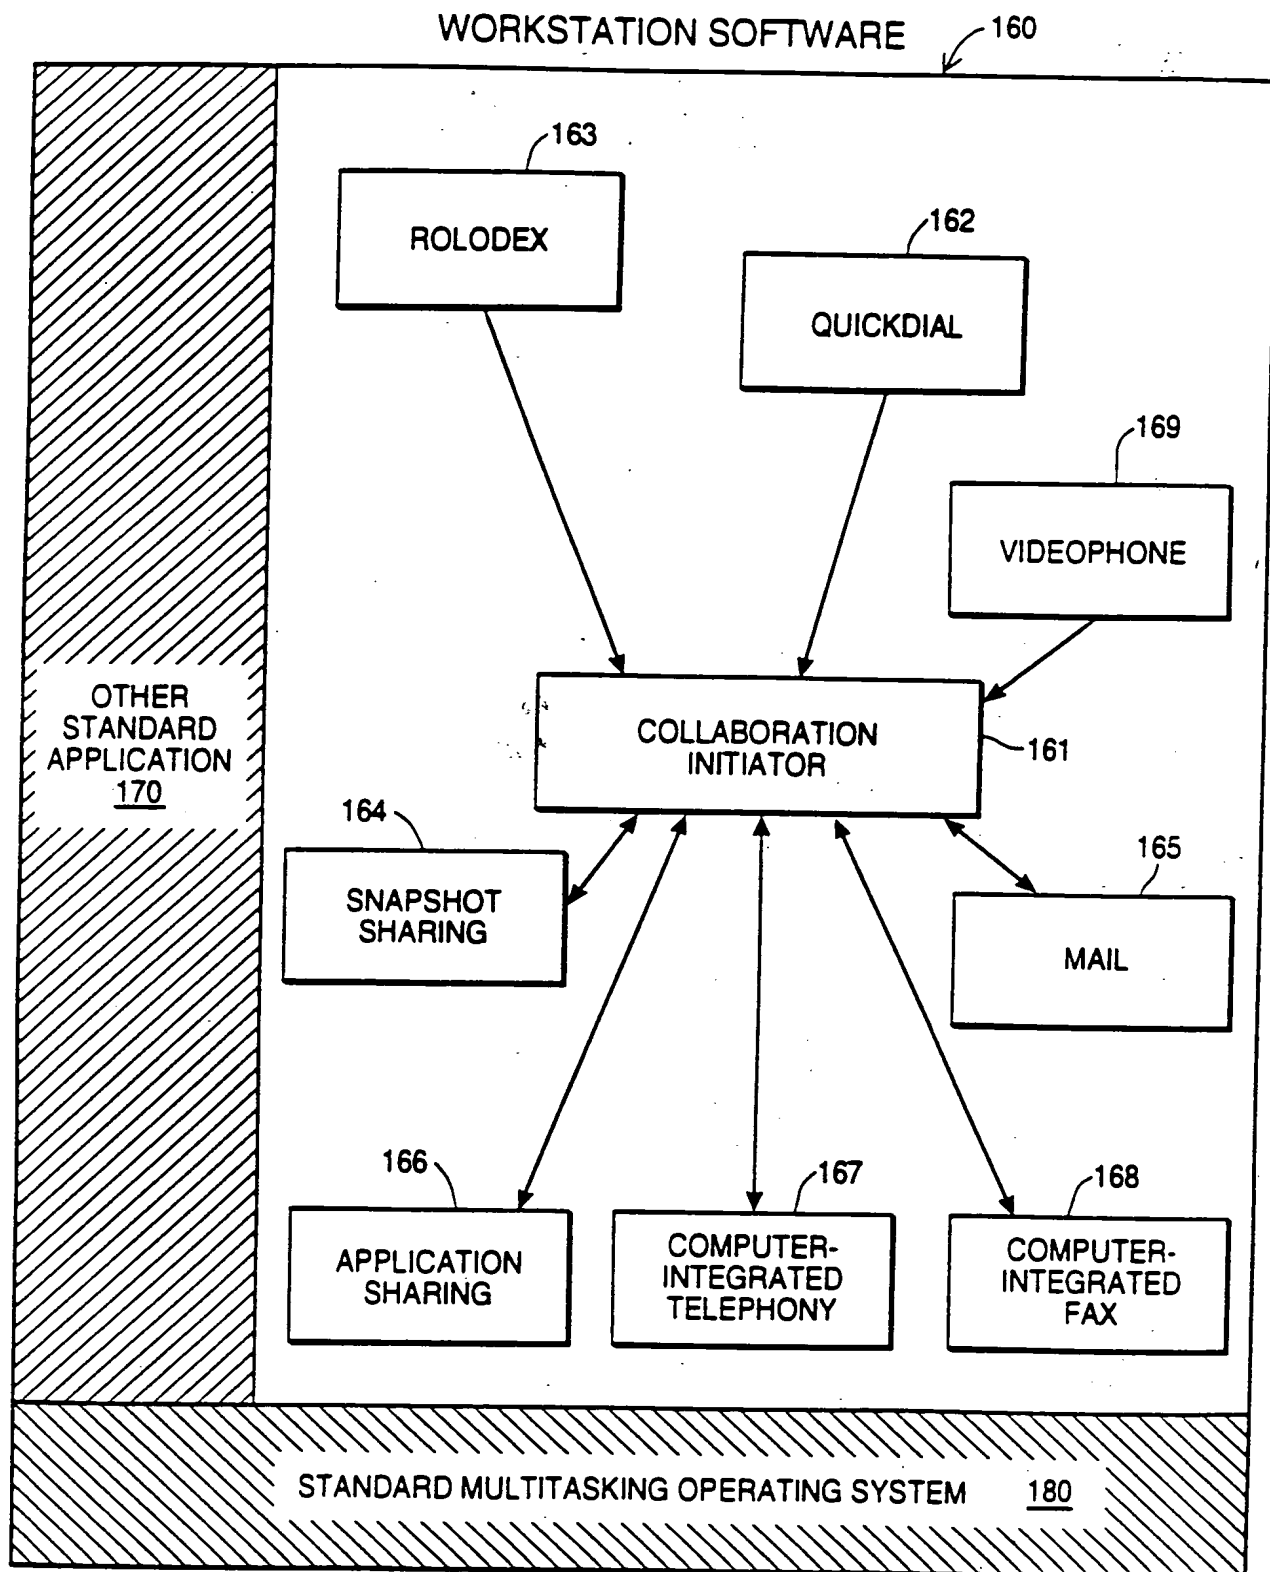 WORKSTATION SOFTWARE
160
163
ROLODEX
162
QUICKDIAL
169
VIDEOPHONE
OTHER
STANDARD
APPLICATION
170
COLLABORATION
INITIATOR
161
164
SNAPSHOT
SHARING
165
MAIL
166
APPLICATION
SHARING
167
COMPUTER-
INTEGRATED
TELEPHONY
168
COMPUTER-
INTEGRATED
FAX
STANDARD MULTITASKING OPERATING SYSTEM 180